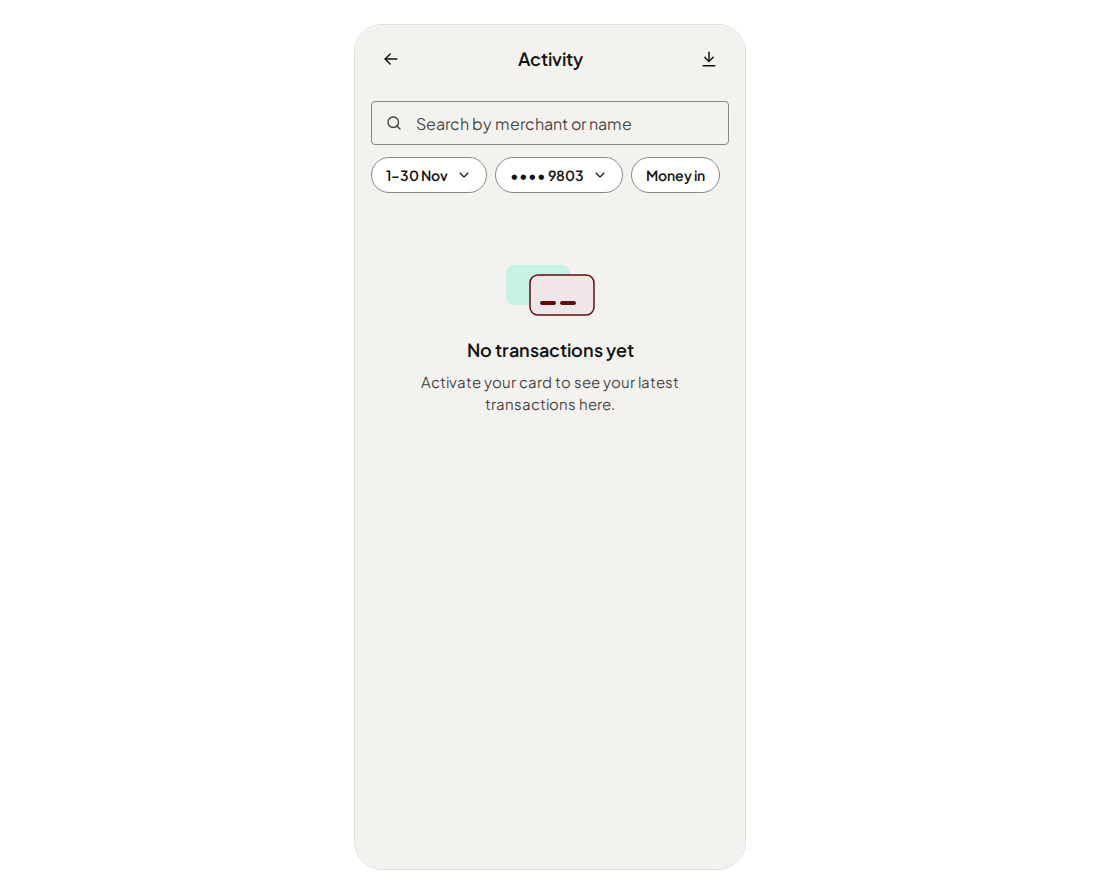 Activity
Search by merchant or name
1–30 Nov
●●●● 9803
Money in
No transactions yet
Activate your card to see your latest
transactions here.